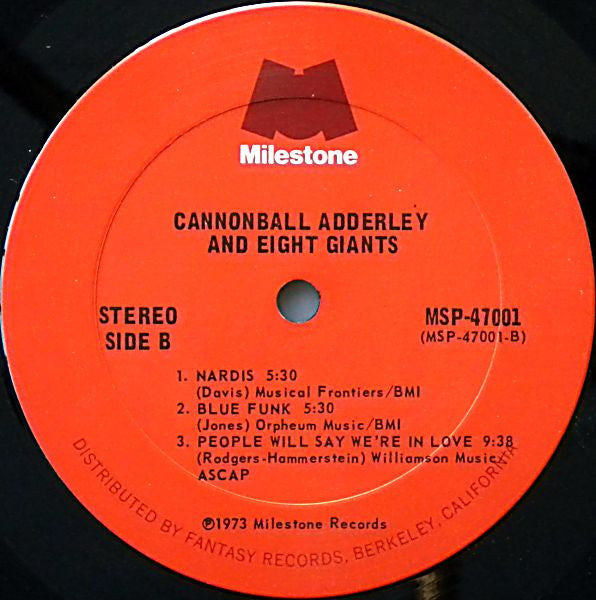 Milestone
CANNONBALL ADDERLEY
AND EIGHT GIANTS
STEREO
SIDE B
MSP-47001
(MSP-47001-B)
1. NARDIS 5:30
(Davis) Musical Frontiers/BMI
2. BLUE FUNK 5:30
(Jones) Orpheum Music/BMI
3. PEOPLE WILL SAY WE'RE IN LOVE 9:38
(Rodgers-Hammerstein) Williamson Music/
ASCAP
℗1973 Milestone Records
DISTRIBUTED BY FANTASY RECORDS, BERKELEY, CALIFORNIA